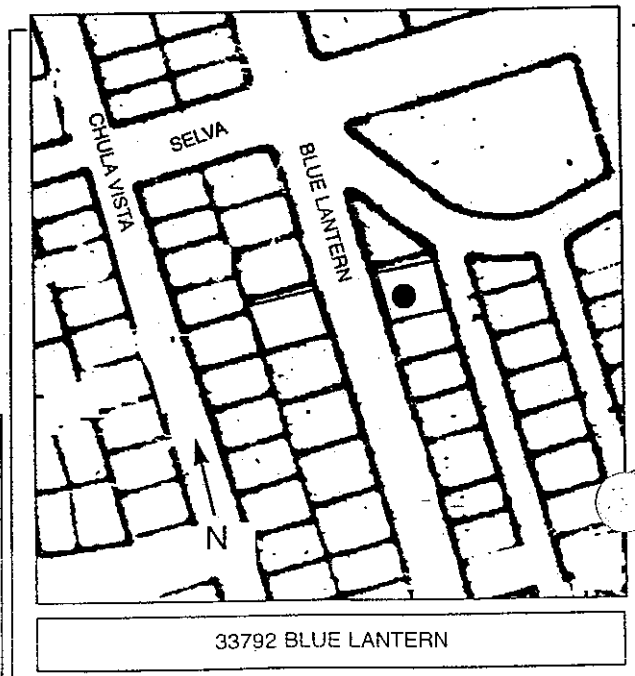 SELVA
CHULA VISTA
BLUE LANTERN
N
33792 BLUE LANTERN